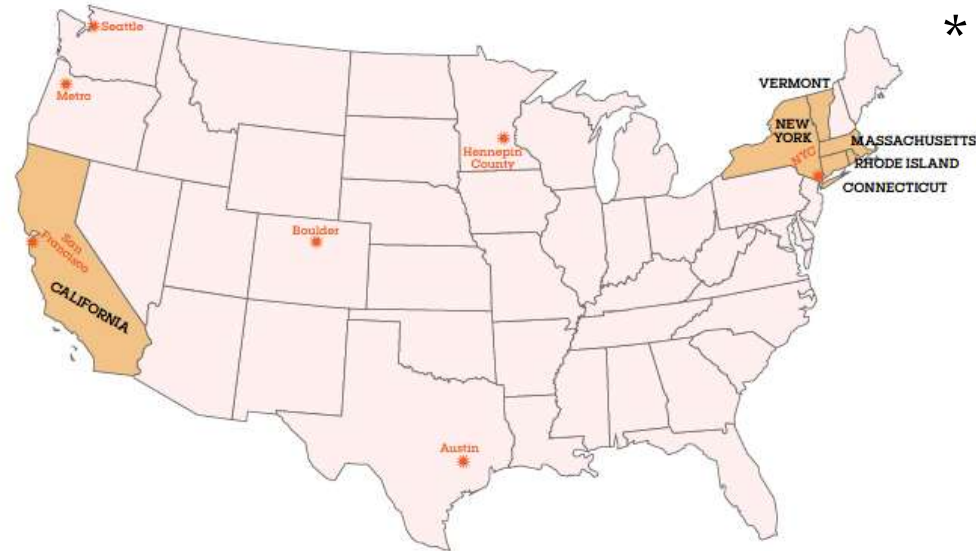 *
Seattle
Metro
VERMONT
NEW
YORK
NYC
MASSACHUSETTS
RHODE ISLAND
CONNECTICUT
Hennepin
County
Boulder
San
Francisco
CALIFORNIA
Austin